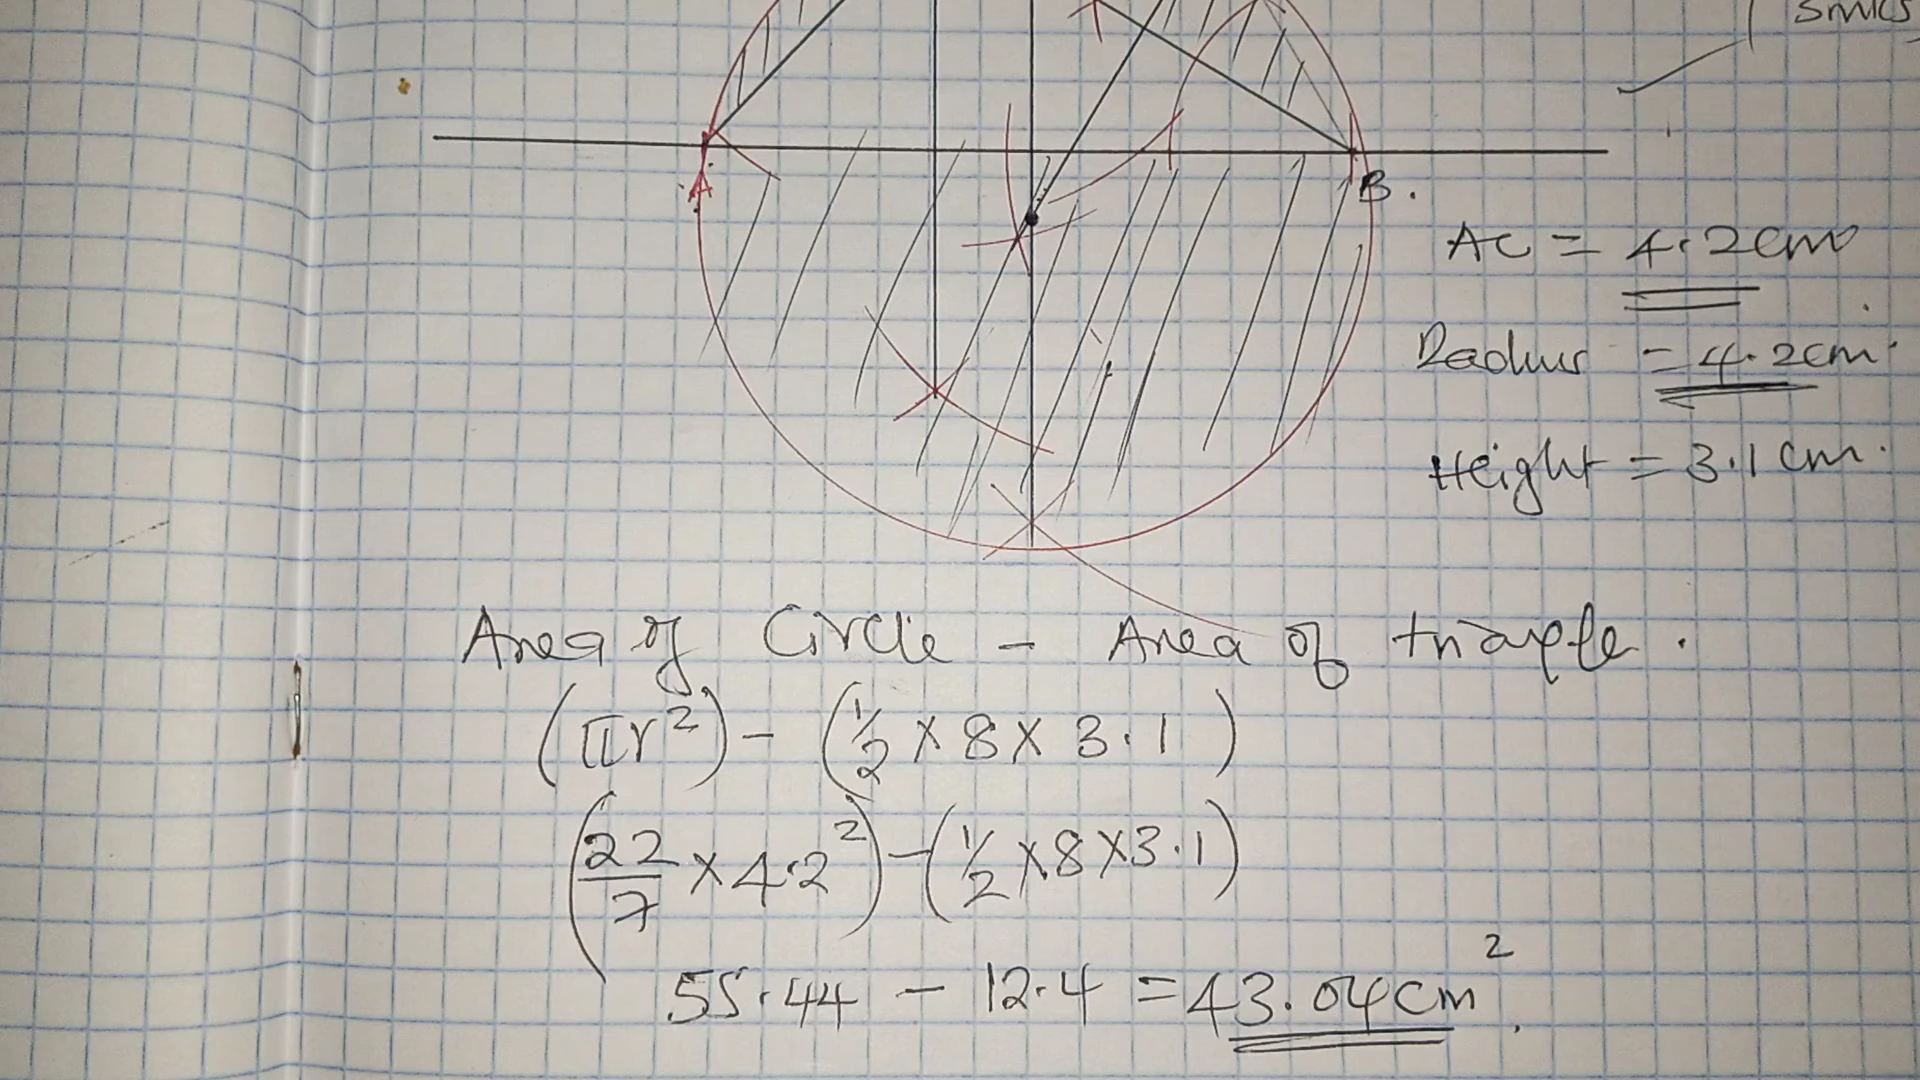 5mks
A
B.
AC = 4.2cm
Radius = 4.2cm.
Height = 3.1 cm.
Area of Circle - Area of triangle.
(πr²) - (½ × 8 × 3.1)
(22/7 × 4.2²) - (½ × 8 × 3.1)
55.44 - 12.4 = 43.04cm².